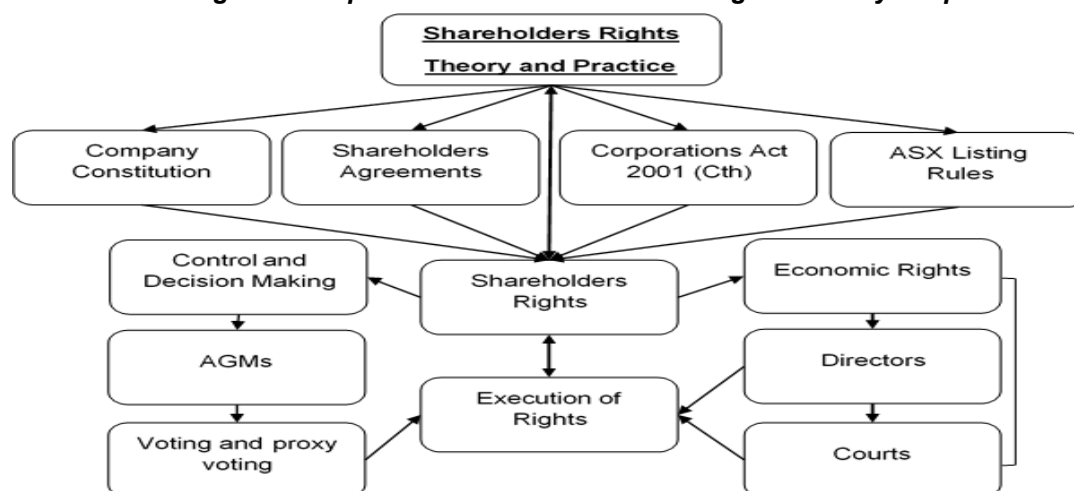 Shareholders Rights
Theory and Practice
Company
Constitution
Shareholders
Agreements
Corporations Act
2001 (Cth)
ASX Listing
Rules
Control and
Decision Making
Shareholders
Rights
Economic Rights
AGMs
Execution of
Rights
Directors
Voting and proxy
voting
Courts